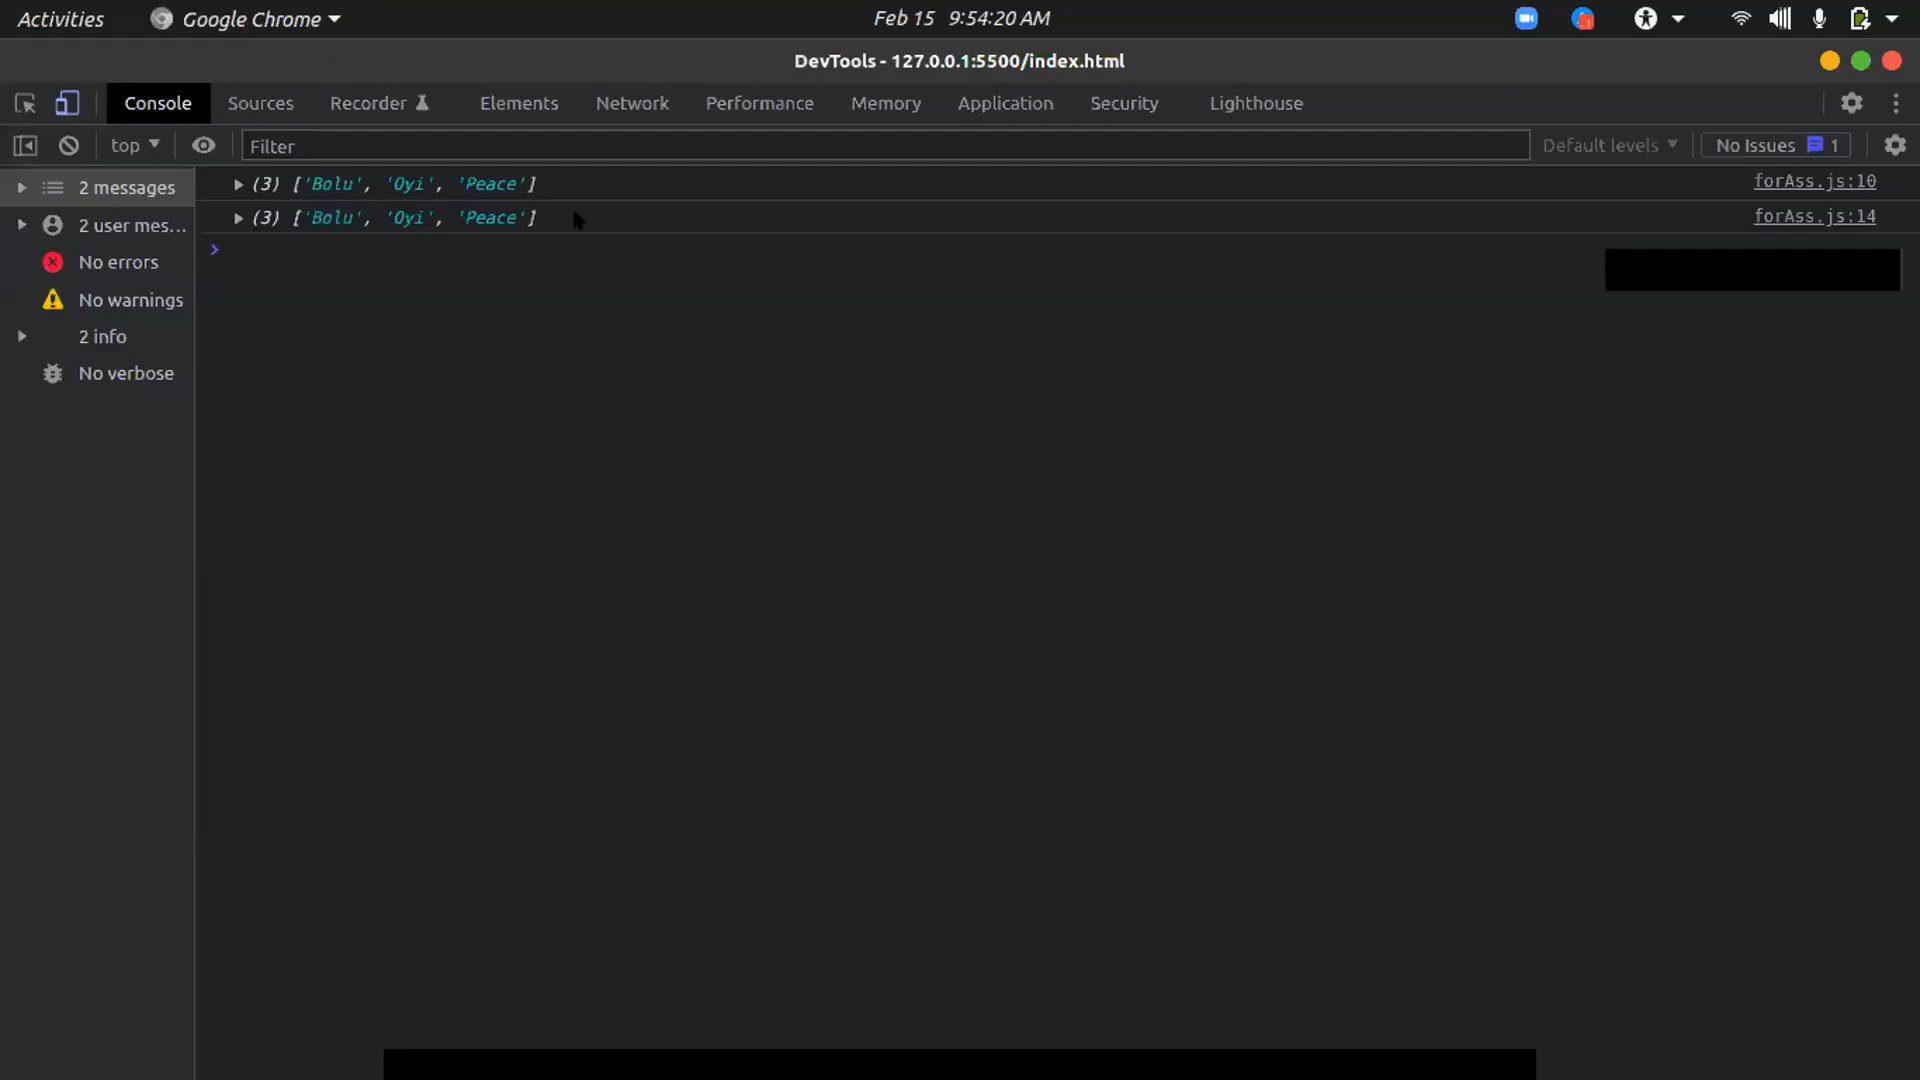 Activities Google Chrome Feb 15 9:54:20 AM 1
DevTools - 127.0.0.1:5500/index.html
Console Sources Recorder Elements Network Performance Memory Application Security Lighthouse
top Filter Default levels No Issues 1
2 messages
2 user mes...
No errors
No warnings
2 info
No verbose
(3) ['Bolu', 'Oyi', 'Peace'] forAss.js:10
(3) ['Bolu', 'Oyi', 'Peace'] forAss.js:14